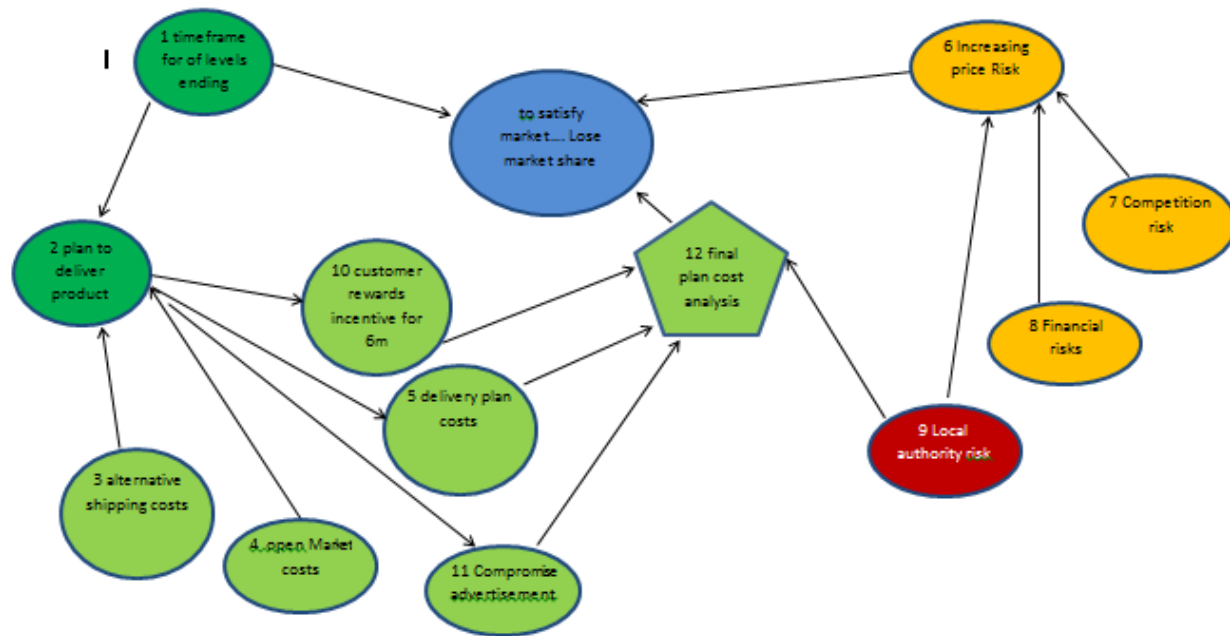 I
1 timeframe
for of levels
ending
6 Increasing
price Risk
to satisfy
market.... Lose
market share
7 Competition
risk
2 plan to
deliver
product
10 customer
rewards
incentive for
6m
12 final
plan cost
analysis
8 Financial
risks
5 delivery plan
costs
9 Local
authority risk
3 alternative
shipping costs
4 open Market
costs
11 Compromise
advertisement